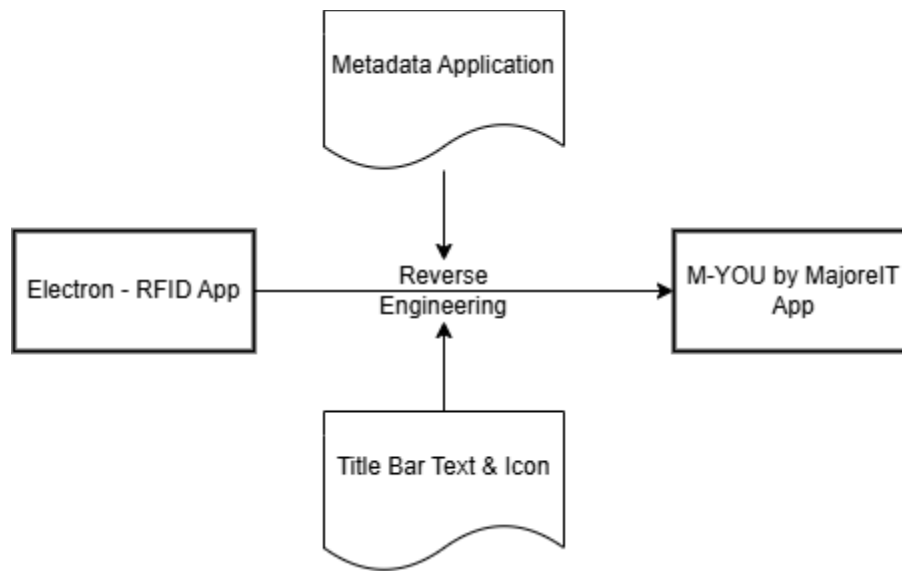 Metadata Application
Electron - RFID App
Reverse
Engineering
M-YOU by MajoreIT
App
Title Bar Text & Icon